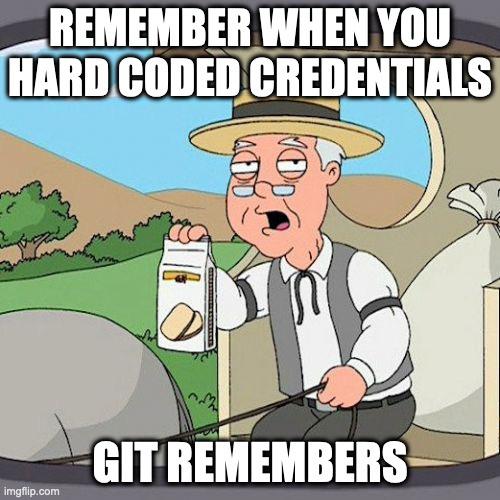 REMEMBER WHEN YOU
HARD CODED CREDENTIALS
GIT REMEMBERS
imgflip.com